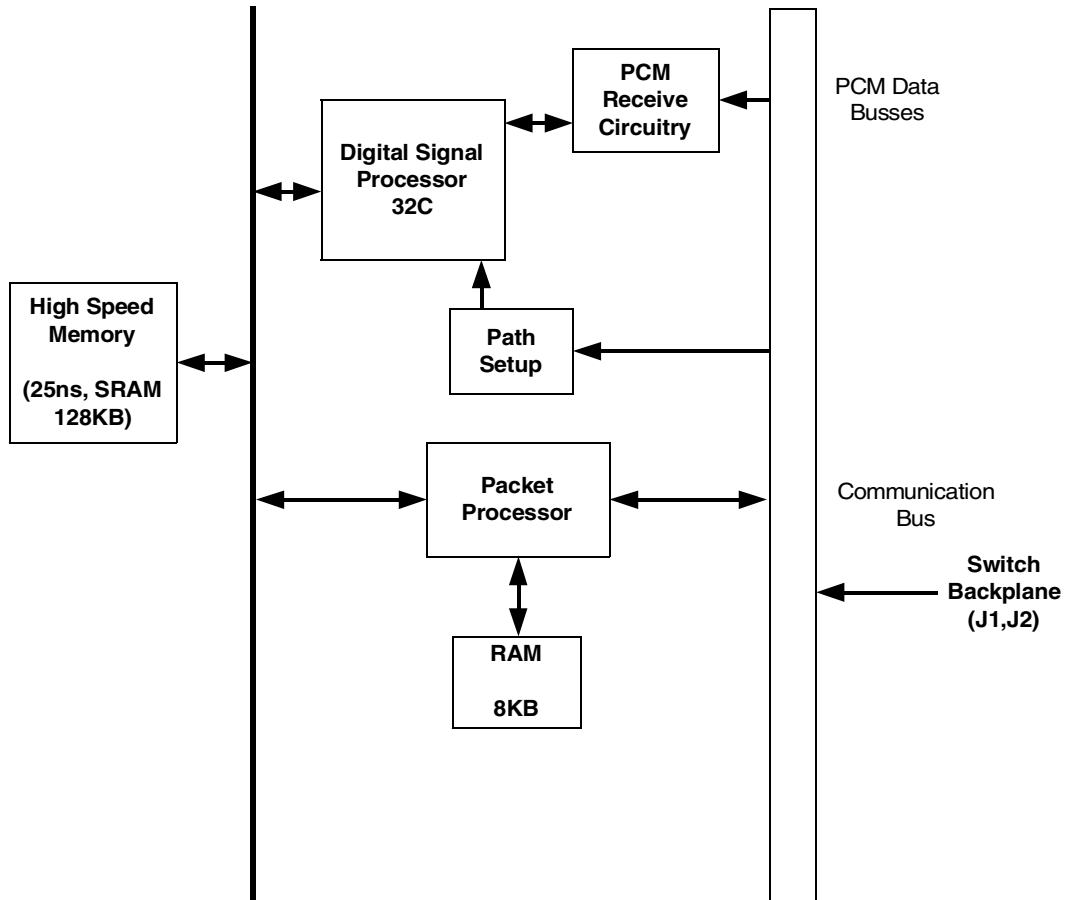 PCM
Receive
Circuitry
PCM Data
Busses
Digital Signal
Processor
32C
High Speed
Memory
(25ns, SRAM
128KB)
Path
Setup
Packet
Processor
Communication
Bus
Switch
Backplane
(J1,J2)
RAM
8KB